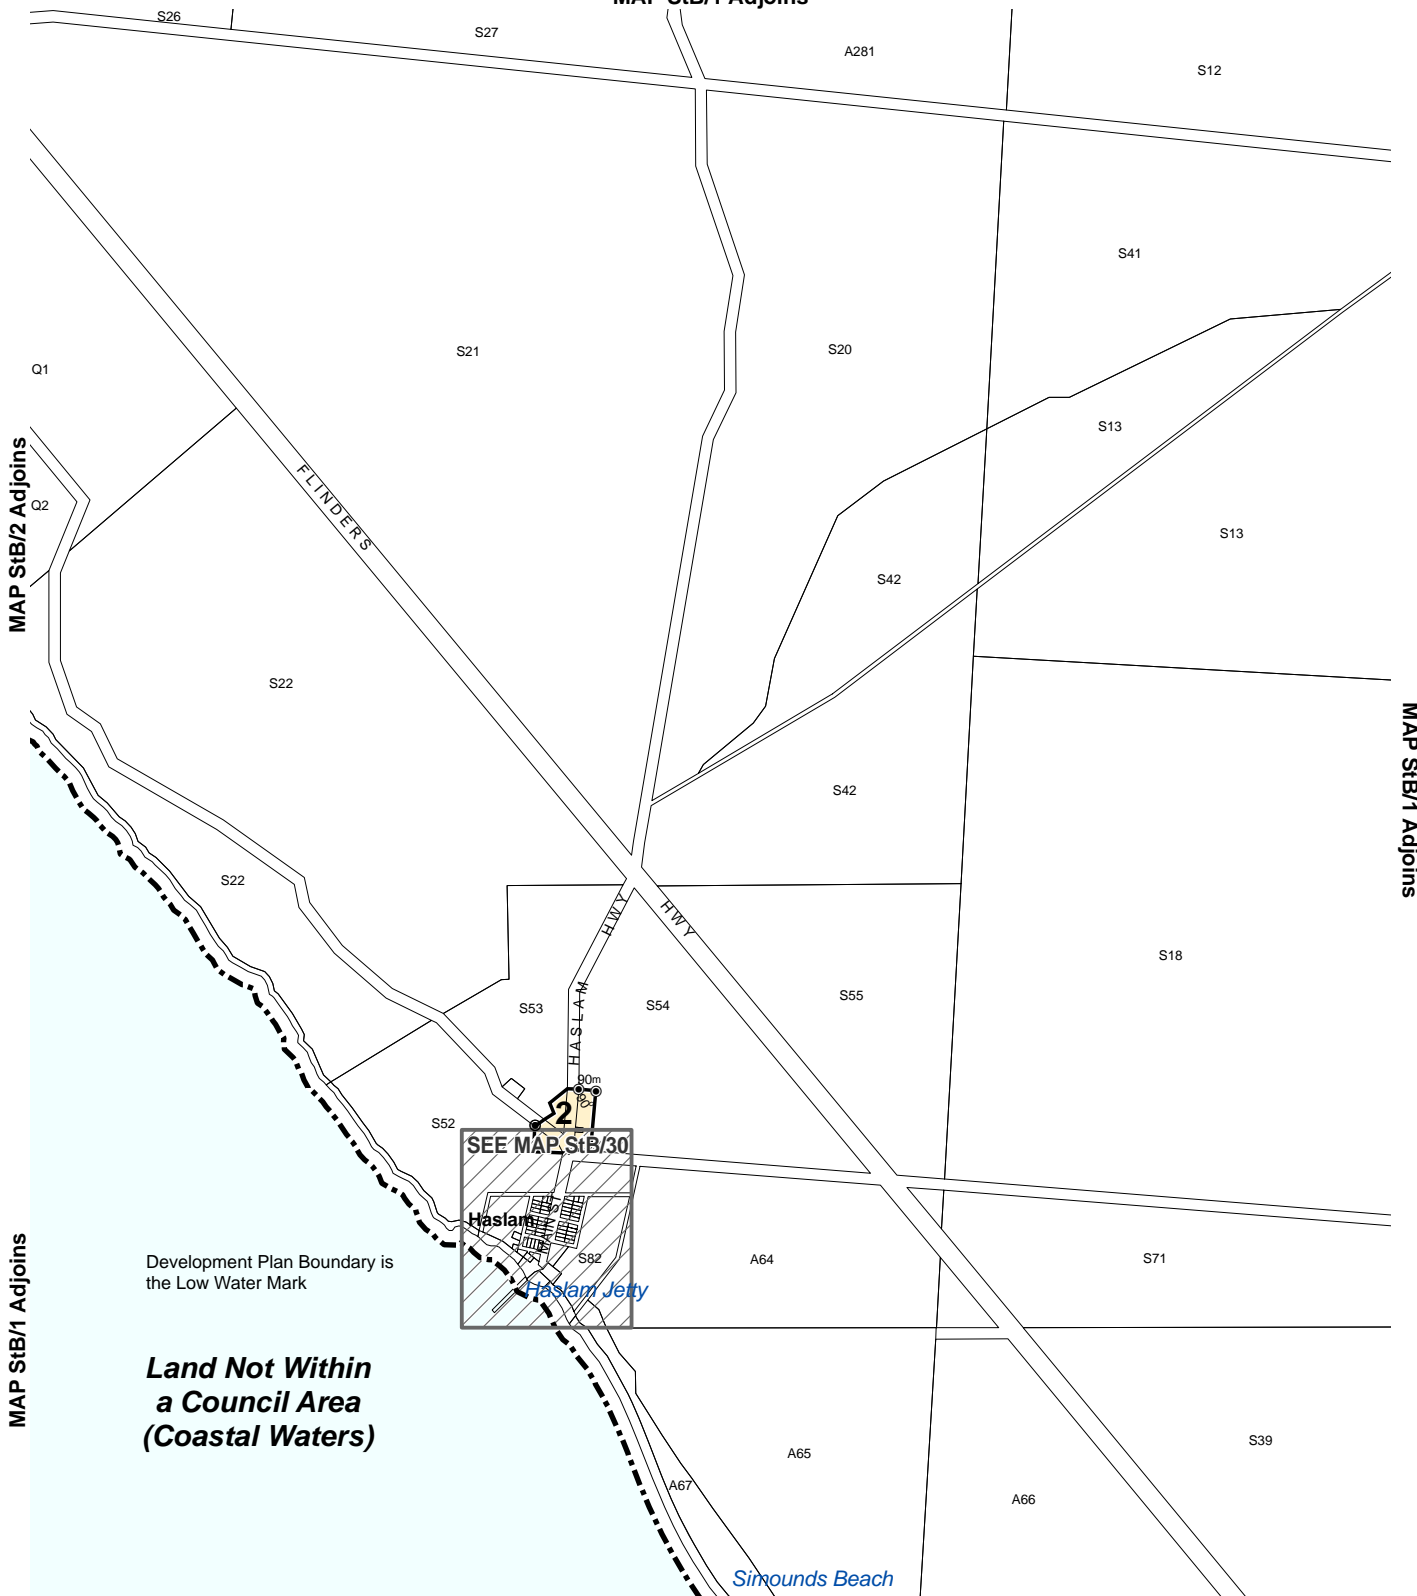 MAP StB/1 Adjoins
S26
S27
A281
S12
S41
S21
S20
Q1
S13
MAP StB/2 Adjoins
FLINDERS
Q2
S13
S42
S22
MAP StB/1 Adjoins
S42
S22
HWY
HWY
S18
S55
S53
S54
HASLAM
90m
90°
2
S52
SEE MAP StB/30
MAIN ST
Haslam
S82
A64
S71
Development Plan Boundary is
the Low Water Mark
Haslam Jetty
MAP StB/1 Adjoins
Land Not Within
a Council Area
(Coastal Waters)
S39
A65
A67
A66
Simounds Beach